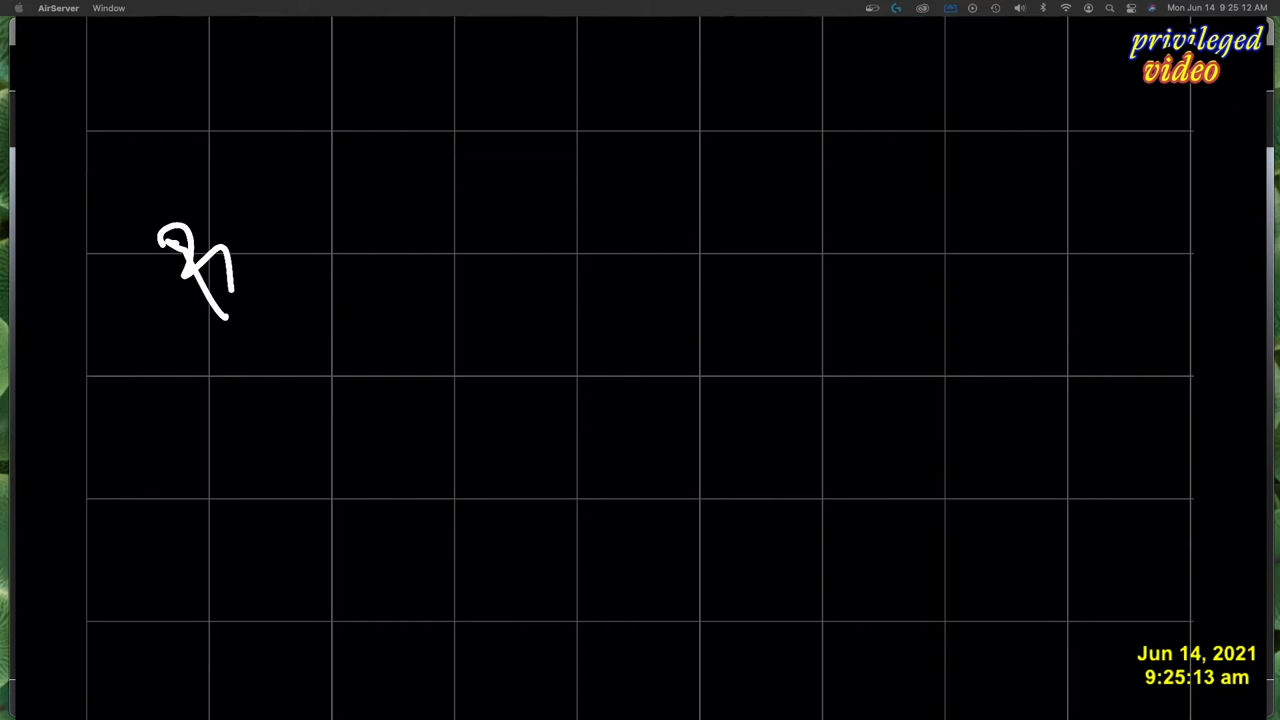 AirServer Window Mon Jun 14 9:25 12 AM
privileged
video
Jun 14, 2021
9:25:13 am